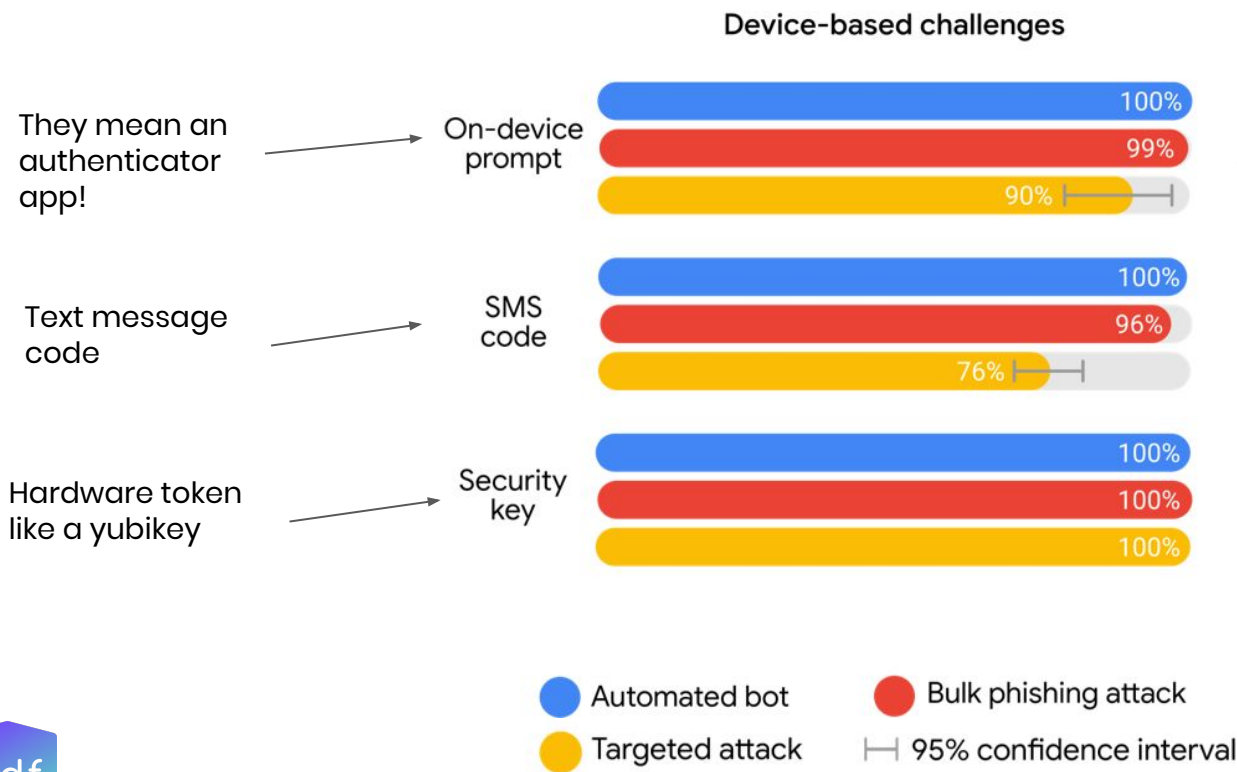 Device-based challenges
They mean an
authenticator
app!
On-device
prompt
100%
99%
90%
Text message
code
SMS
code
100%
96%
76%
Hardware token
like a yubikey
Security
key
100%
100%
100%
Automated bot
Bulk phishing attack
Targeted attack
95% confidence interval